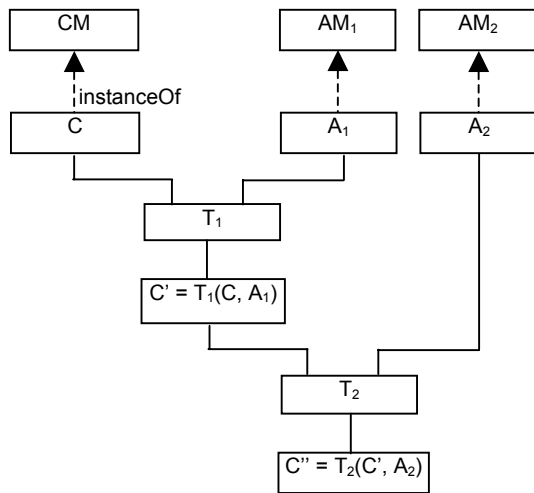 CM
AM₁
AM₂
instanceOf
C
A₁
A₂
T₁
C' = T₁(C, A₁)
T₂
C'' = T₂(C', A₂)